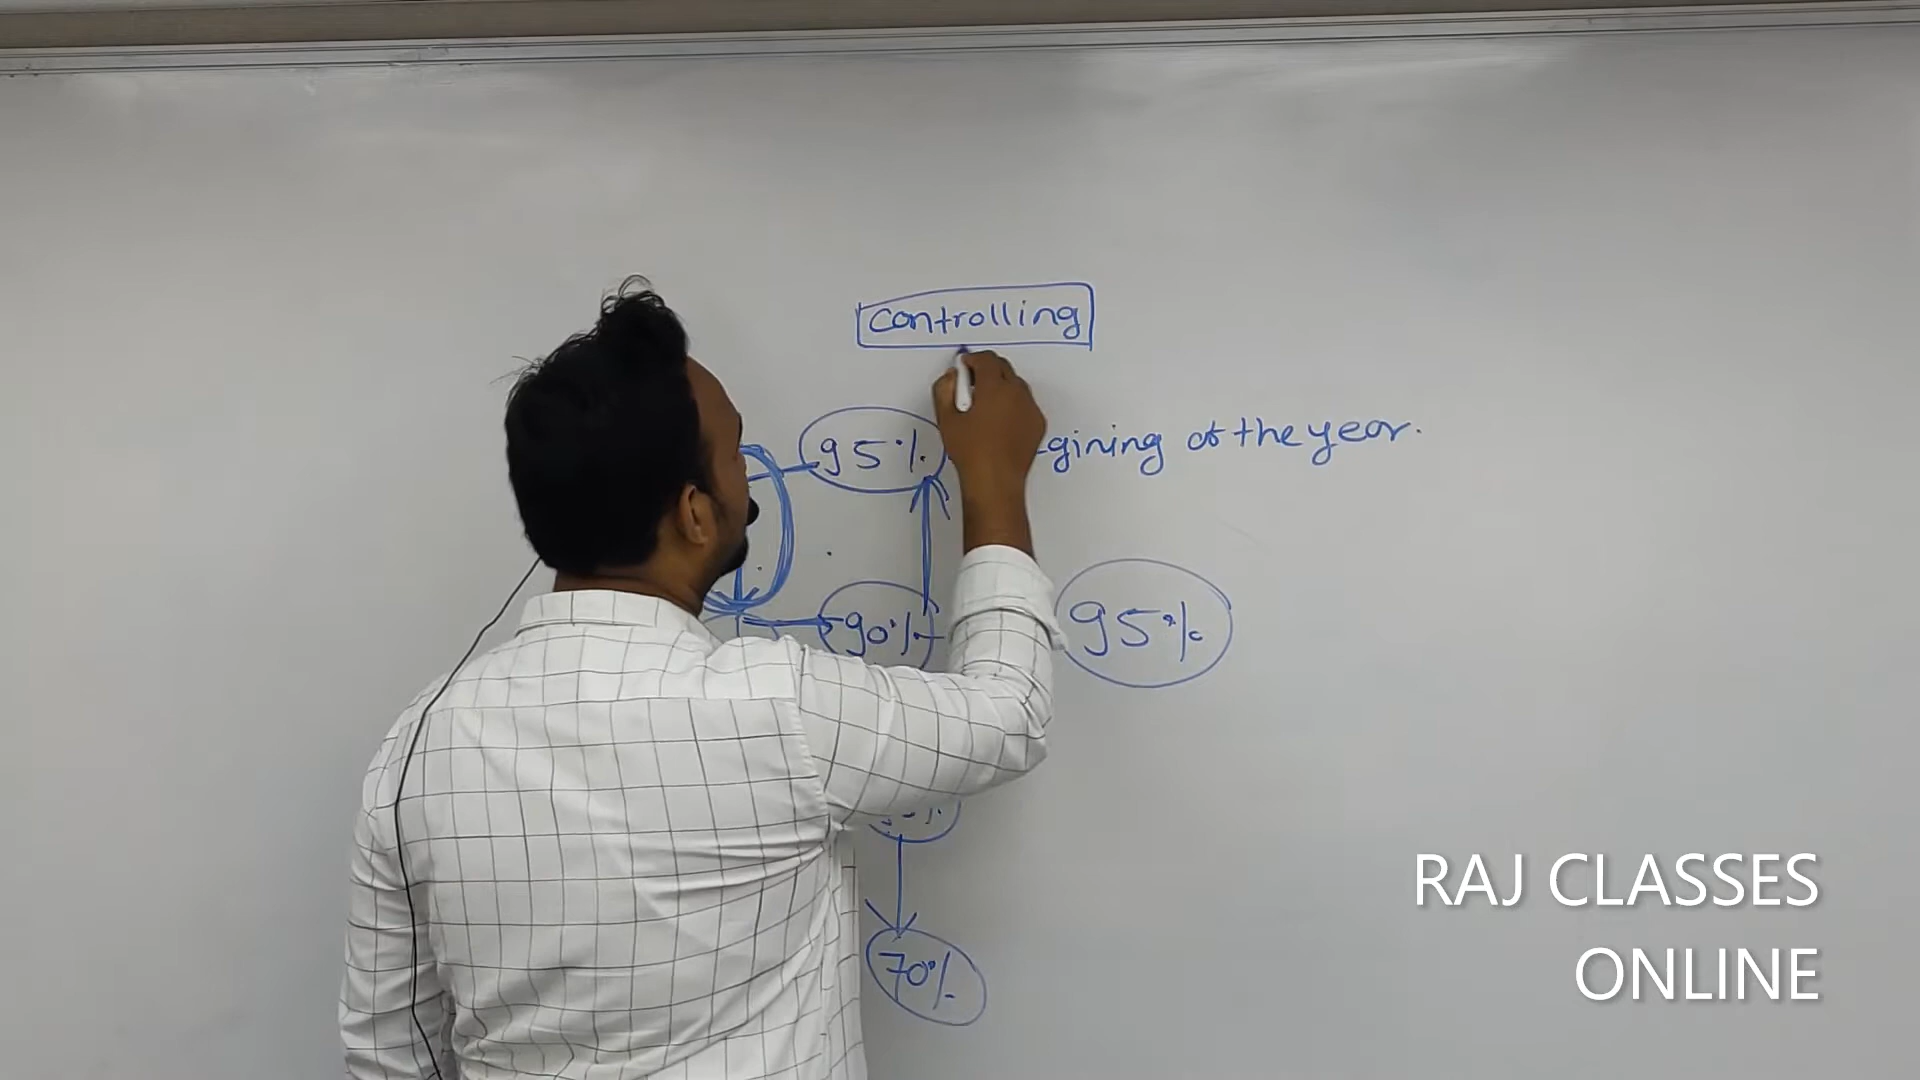 controlling
95% gining of the year.
90% 95%
70%
RAJ CLASSES
ONLINE